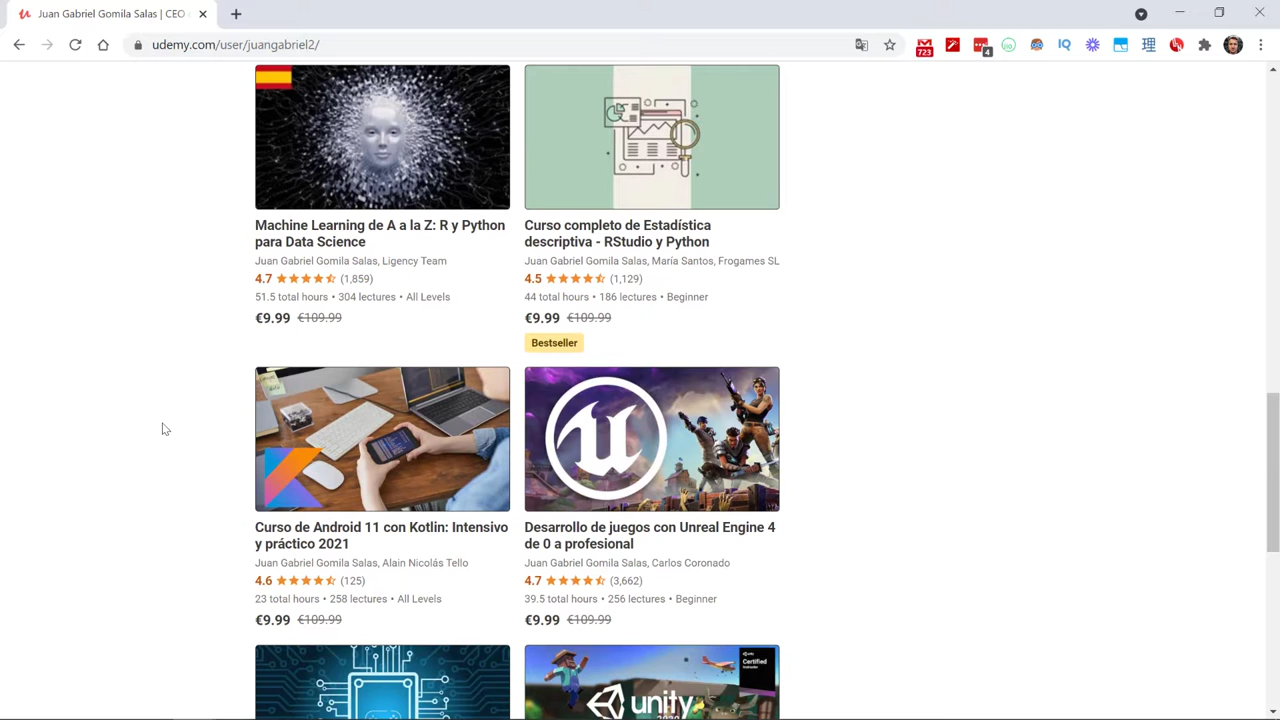 Juan Gabriel Gomila Salas | CEO
udemy.com/user/juangabriel2/
723
4
IQ
理
Machine Learning de A a la Z: R y Python
para Data Science
Juan Gabriel Gomila Salas, Ligency Team
4.7 (1,859)
51.5 total hours • 304 lectures • All Levels
€9.99 €109.99
Curso completo de Estadística
descriptiva - RStudio y Python
Juan Gabriel Gomila Salas, María Santos, Frogames SL
4.5 (1,129)
44 total hours • 186 lectures • Beginner
€9.99 €109.99
Bestseller
Curso de Android 11 con Kotlin: Intensivo
y práctico 2021
Juan Gabriel Gomila Salas, Alain Nicolás Tello
4.6 (125)
23 total hours • 258 lectures • All Levels
€9.99 €109.99
Desarrollo de juegos con Unreal Engine 4
de 0 a profesional
Juan Gabriel Gomila Salas, Carlos Coronado
4.7 (3,662)
39.5 total hours • 256 lectures • Beginner
€9.99 €109.99
unity
Certified
Instructor
unity